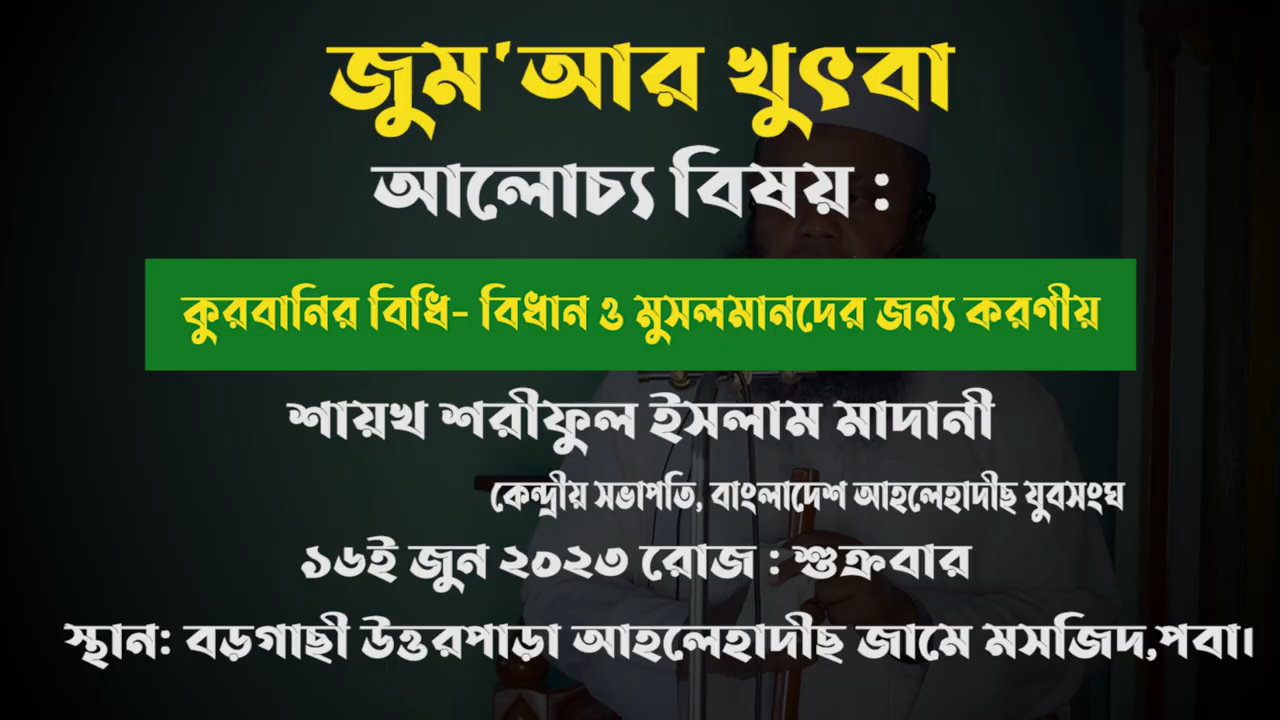 জুম'আর খুৎবা
আলোচ্য বিষয় :
কুরবানির বিধি- বিধান ও মুসলমানদের জন্য করণীয়
শায়খ শরীফুল ইসলাম মাদানী
কেন্দ্রীয় সভাপতি, বাংলাদেশ আহলেহাদীছ যুবসংঘ
১৬ই জুন ২০২৩ রোজ : শুক্রবার
স্থান: বড়গাছী উত্তরপাড়া আহলেহাদীছ জামে মসজিদ,পবা।